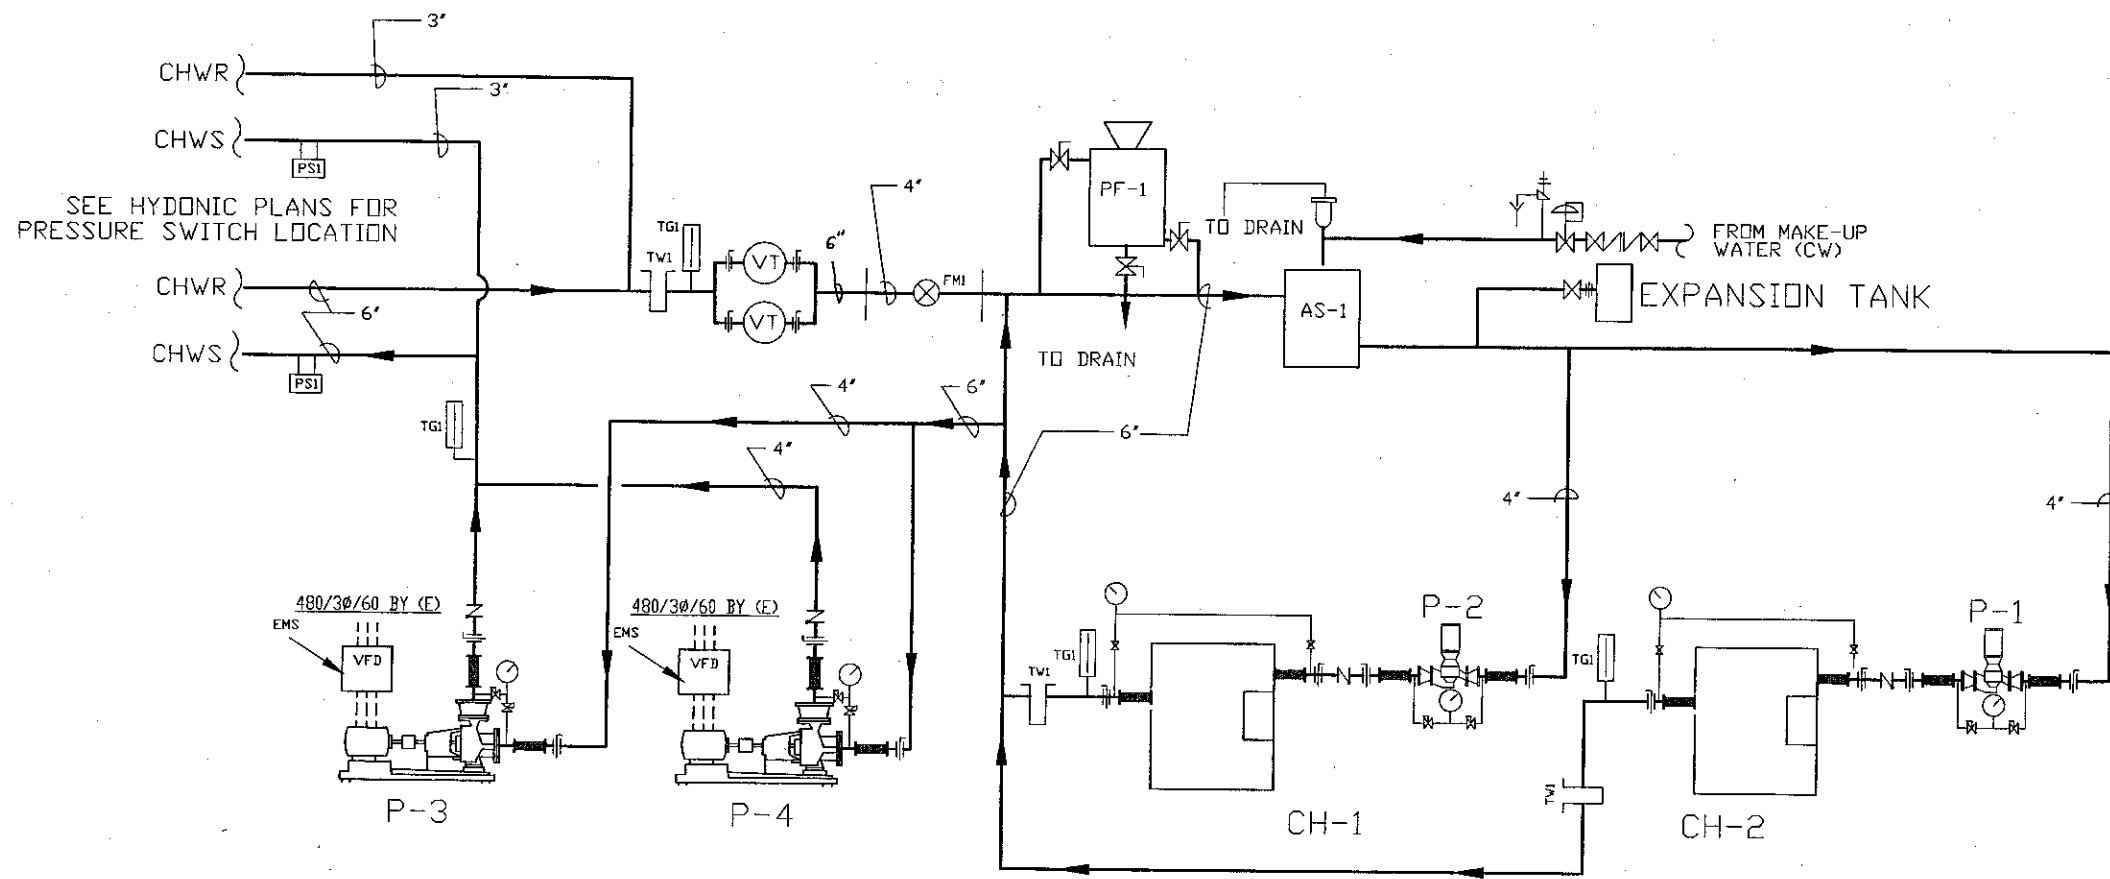 3"
CHWR
3"
CHWS
PS1
SEE HYDONIC PLANS FOR
PRESSURE SWITCH LOCATION
CHWR
6"
CHWS
PS1
TG1
TW1
TG1
VT
VT
6"
4"
FM1
PF-1
TO DRAIN
TO DRAIN
AS-1
FROM MAKE-UP
WATER (CW)
EXPANSION TANK
4"
6"
6"
4"
4"
4"
480/3Ø/60 BY (E)
EMS
VFD
P-3
480/3Ø/60 BY (E)
EMS
VFD
P-4
TW1
TG1
P-2
CH-1
TG1
TW1
P-1
CH-2